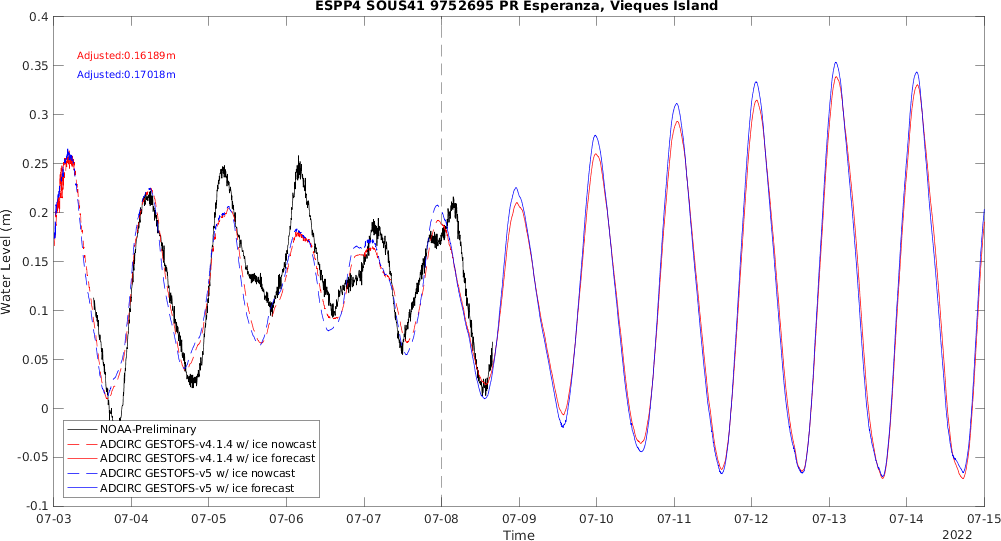 ESPP4 SOUS41 9752695 PR Esperanza, Vieques Island
Adjusted:0.16189m
Adjusted:0.17018m
Water Level (m)
0.4
0.35
0.3
0.25
0.2
0.15
0.1
0.05
0
-0.05
-0.1
NOAA-Preliminary
ADCIRC GESTOFS-v4.1.4 w/ ice nowcast
ADCIRC GESTOFS-v4.1.4 w/ ice forecast
ADCIRC GESTOFS-v5 w/ ice nowcast
ADCIRC GESTOFS-v5 w/ ice forecast
07-03 07-04 07-05 07-06 07-07 07-08 07-09 07-10 07-11 07-12 07-13 07-14 07-15
Time
2022